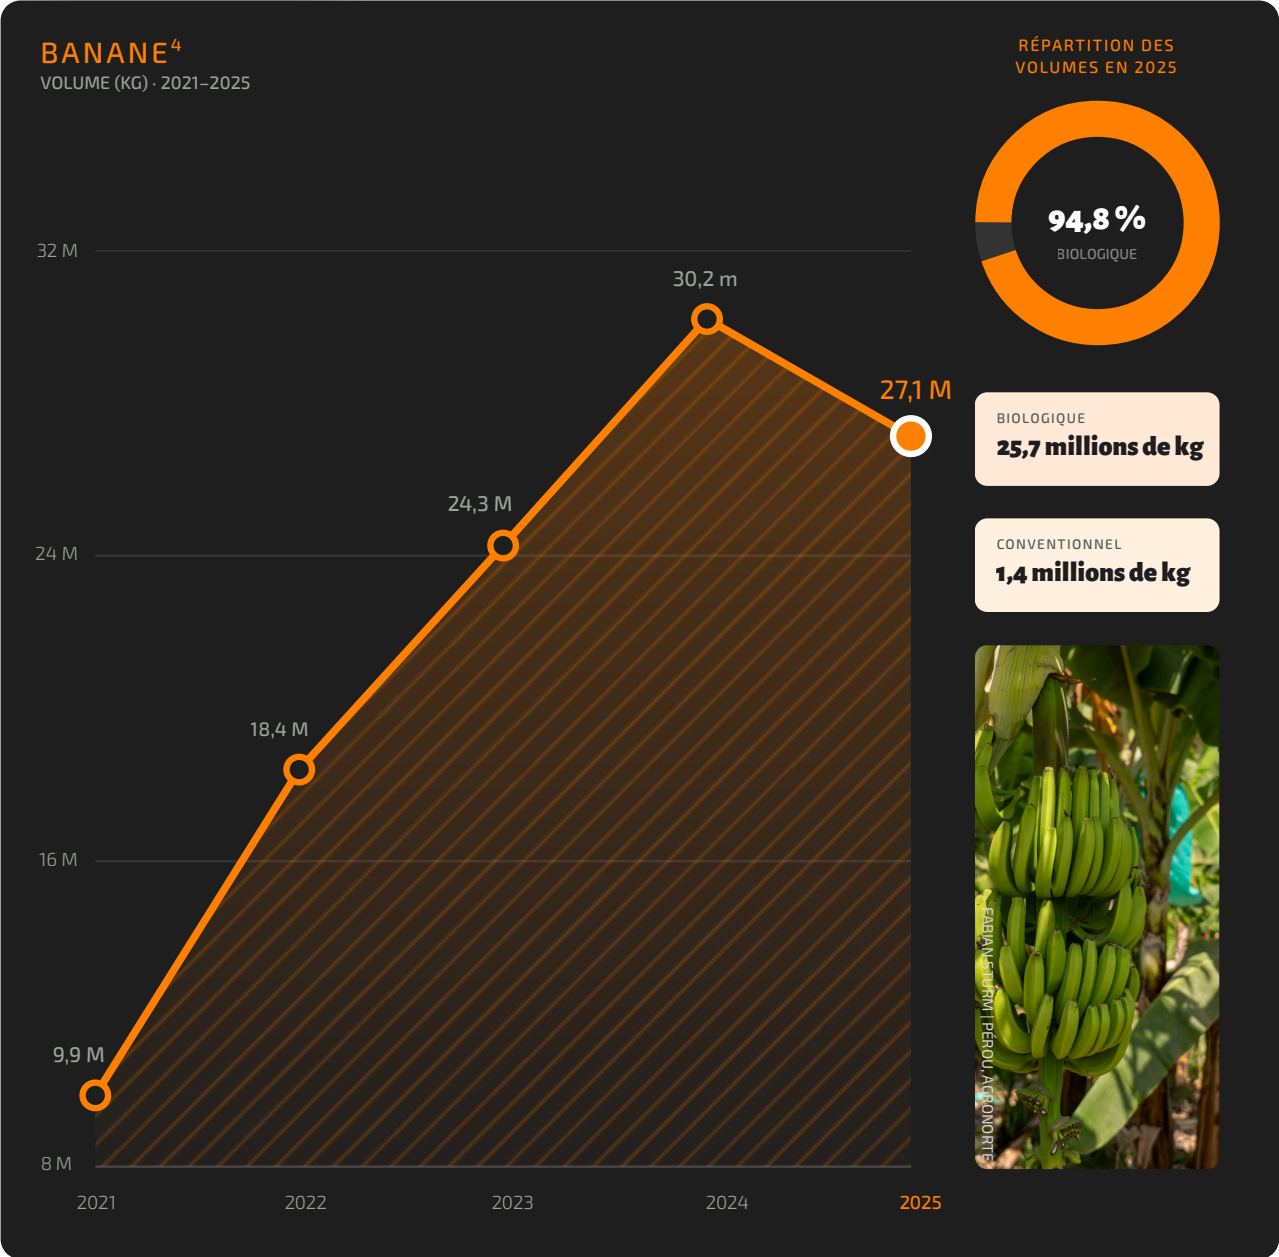 BANANE⁴
VOLUME (KG) · 2021–2025
32 M
24 M
16 M
8 M
9,9 M
18,4 M
24,3 M
30,2 m
27,1 M
2021
2022
2023
2024
2025
RÉPARTITION DES
VOLUMES EN 2025
94,8 %
BIOLOGIQUE
BIOLOGIQUE
25,7 millions de kg
CONVENTIONNEL
1,4 millions de kg
FABIAN STURM | PÉROU, AGRONORTE